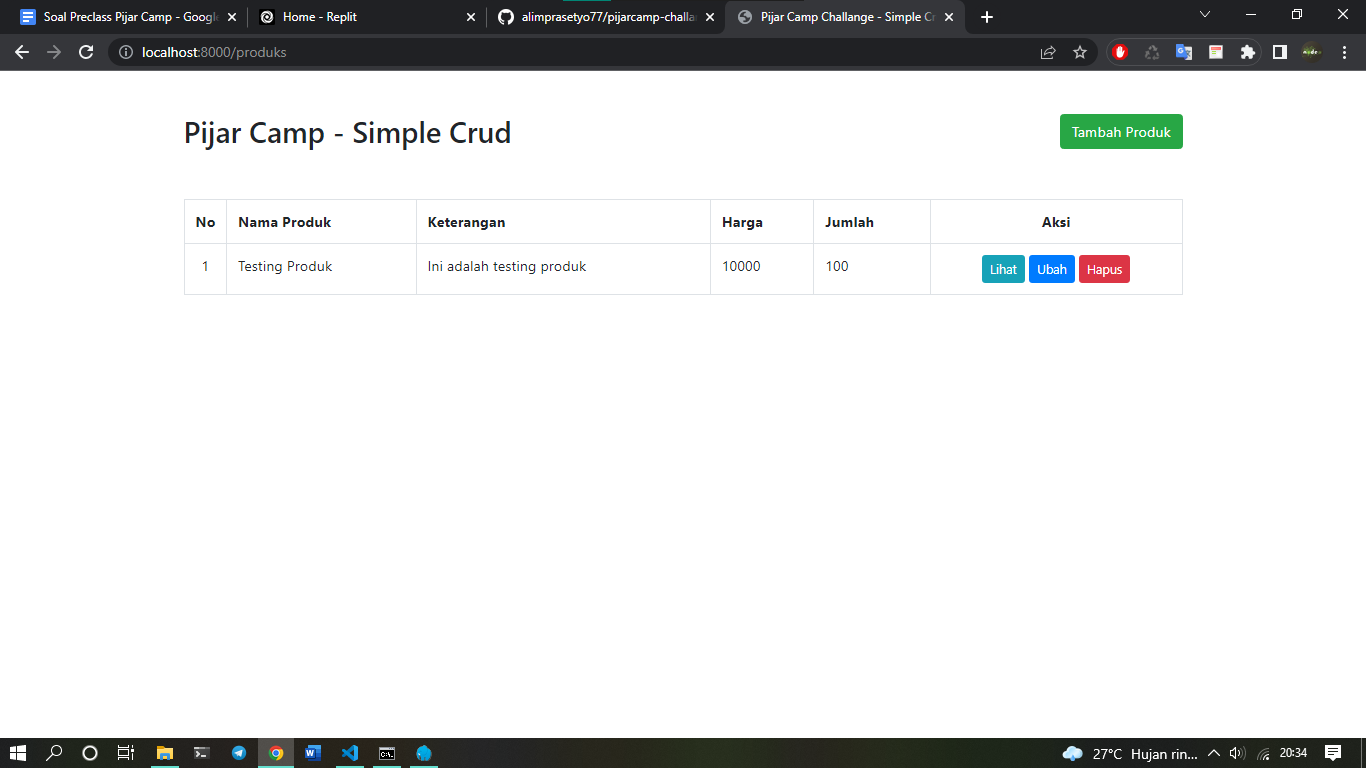 Soal Preclass Pijar Camp - Googl
Home - Replit
alimprasetyo77/pijarcamp-challa
Pijar Camp Challange - Simple Cr
localhost:8000/produks
Pijar Camp - Simple Crud
Tambah Produk
No Nama Produk Keterangan Harga Jumlah Aksi
1 Testing Produk Ini adalah testing produk 10000 100 Lihat Ubah Hapus
27°C Hujan rin... 20:34